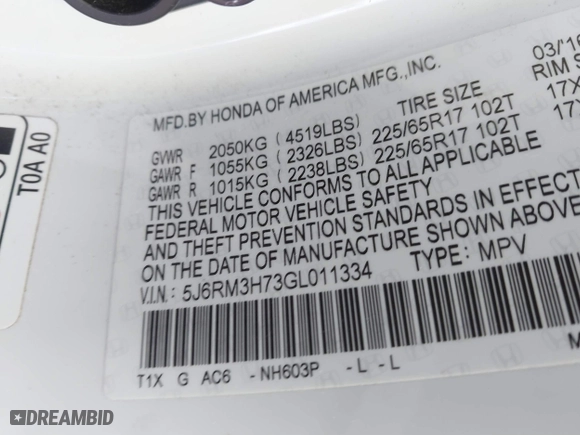 03/'16
MFD.BY HONDA OF AMERICA MFG.,INC.
TIRE SIZE RIM S
GVWR 2050KG ( 4519LBS)
GAWR F 1055KG ( 2326LBS) 225/65R17 102T 17X
GAWR R 1015KG ( 2238LBS) 225/65R17 102T 17X
THIS VEHICLE CONFORMS TO ALL APPLICABLE
FEDERAL MOTOR VEHICLE SAFETY
AND THEFT PREVENTION STANDARDS IN EFFECT
ON THE DATE OF MANUFACTURE SHOWN ABOVE.
V.I.N: 5J6RM3H73GL011334 TYPE: MPV
T1X G AC6 - NH603P - L - L
T0A A0
DREAMBID